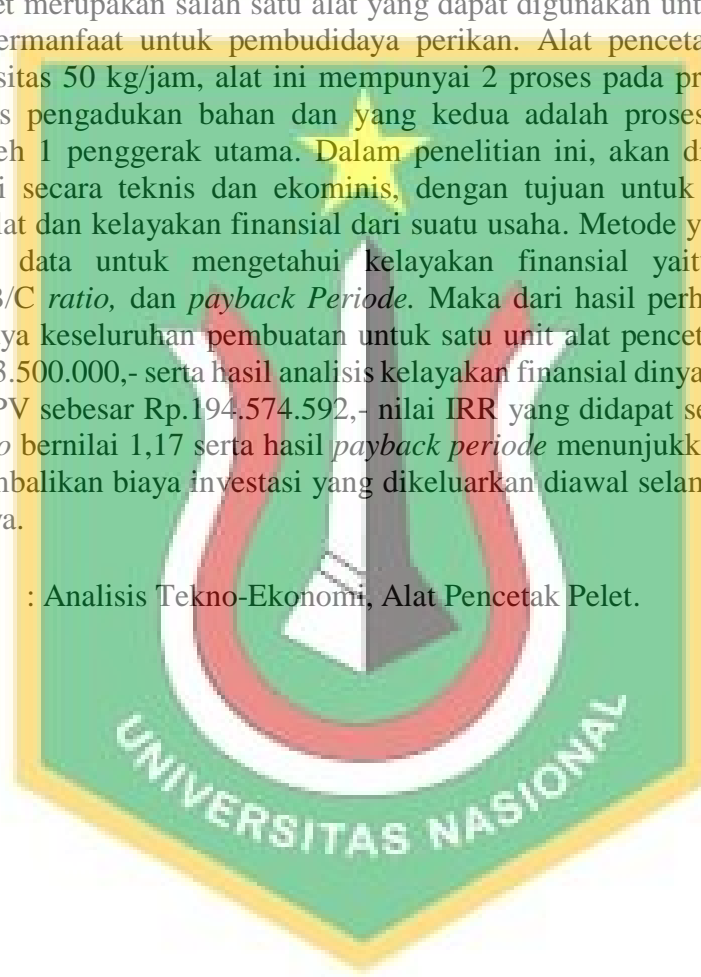 et merupakan salah satu alat yang dapat digunakan untu
ermanfaat untuk pembudidaya perikan. Alat penceta
sitas 50 kg/jam, alat ini mempunyai 2 proses pada pr
s pengadukan bahan dan yang kedua adalah proses
eh 1 penggerak utama. Dalam penelitian ini, akan di
i secara teknis dan ekominis, dengan tujuan untuk
lat dan kelayakan finansial dari suatu usaha. Metode y
data untuk mengetahui kelayakan finansial yait
B/C ratio, dan payback Periode. Maka dari hasil perh
ya keseluruhan pembuatan untuk satu unit alat pencet
3.500.000,- serta hasil analisis kelayakan finansial dinya
PV sebesar Rp.194.574.592,- nilai IRR yang didapat se
o bernilai 1,17 serta hasil payback periode menunjukk
mbalikan biaya investasi yang dikeluarkan diawal selam
ya.
: Analisis Tekno-Ekonomi, Alat Pencetak Pelet.
UNIVERSITAS NASIONAL